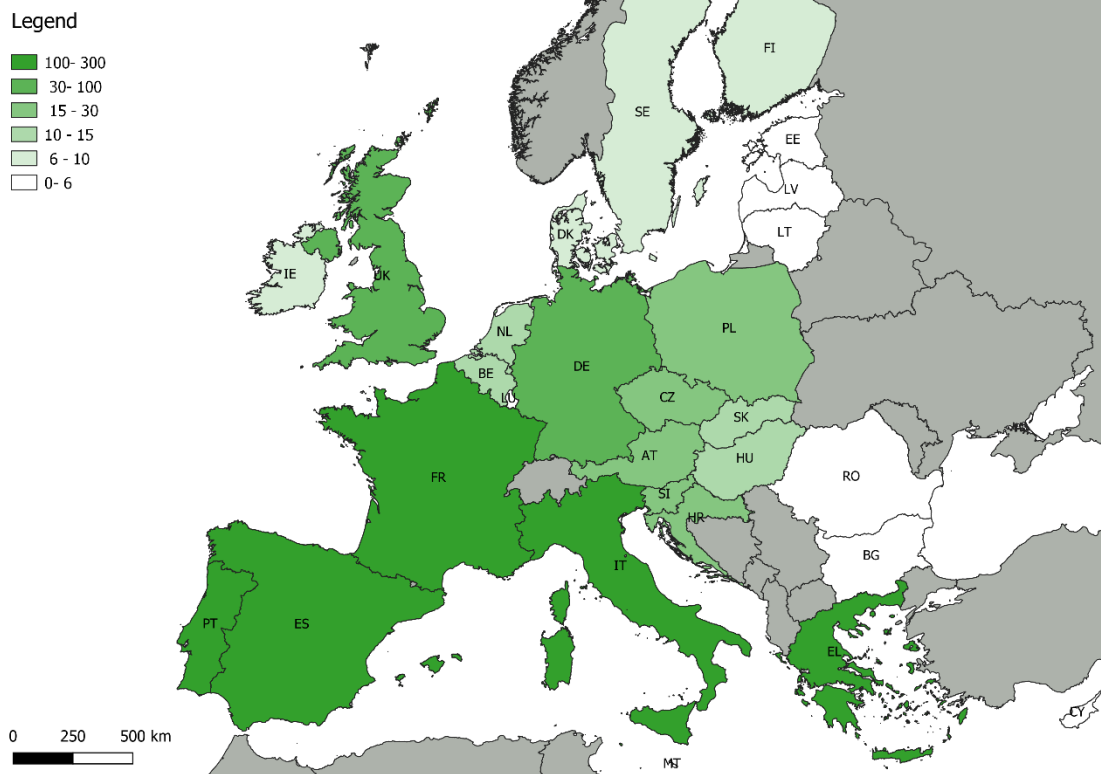 Legend
100- 300
30- 100
15 - 30
10 - 15
6 - 10
0- 6
FI
SE
EE
LV
LT
DK
IE
UK
NL
PL
BE
DE
LU
CZ
SK
AT
HU
FR
SI
RO
HR
BG
IT
PT
ES
EL
CY
MT
0 250 500 km